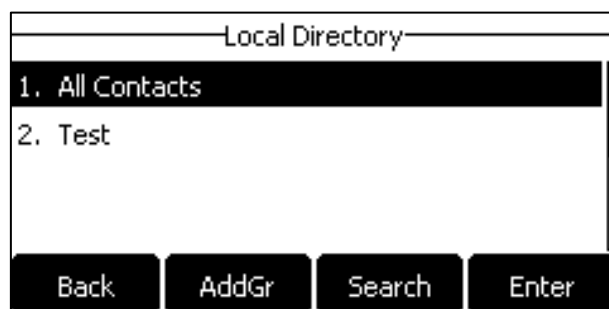 Local Directory
1. All Contacts
2. Test
Back AddGr Search Enter